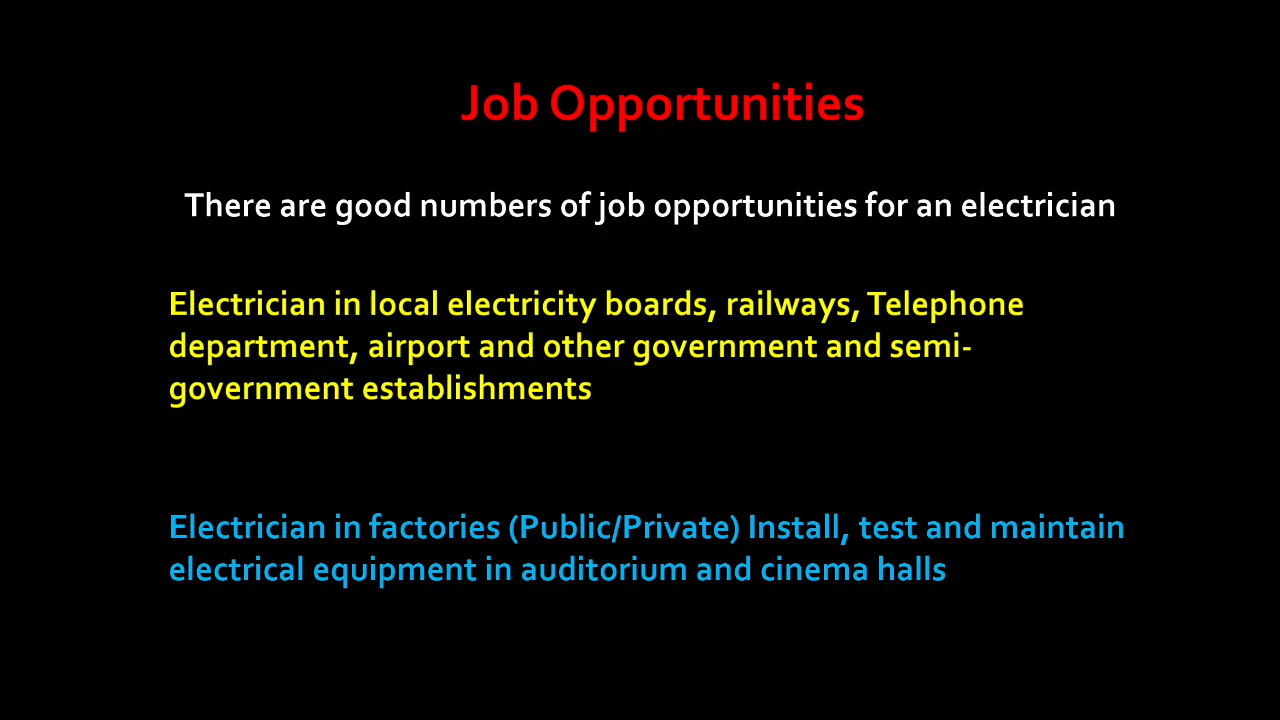 Job Opportunities
There are good numbers of job opportunities for an electrician
Electrician in local electricity boards, railways, Telephone
department, airport and other government and semi-
government establishments
Electrician in factories (Public/Private) Install, test and maintain
electrical equipment in auditorium and cinema halls